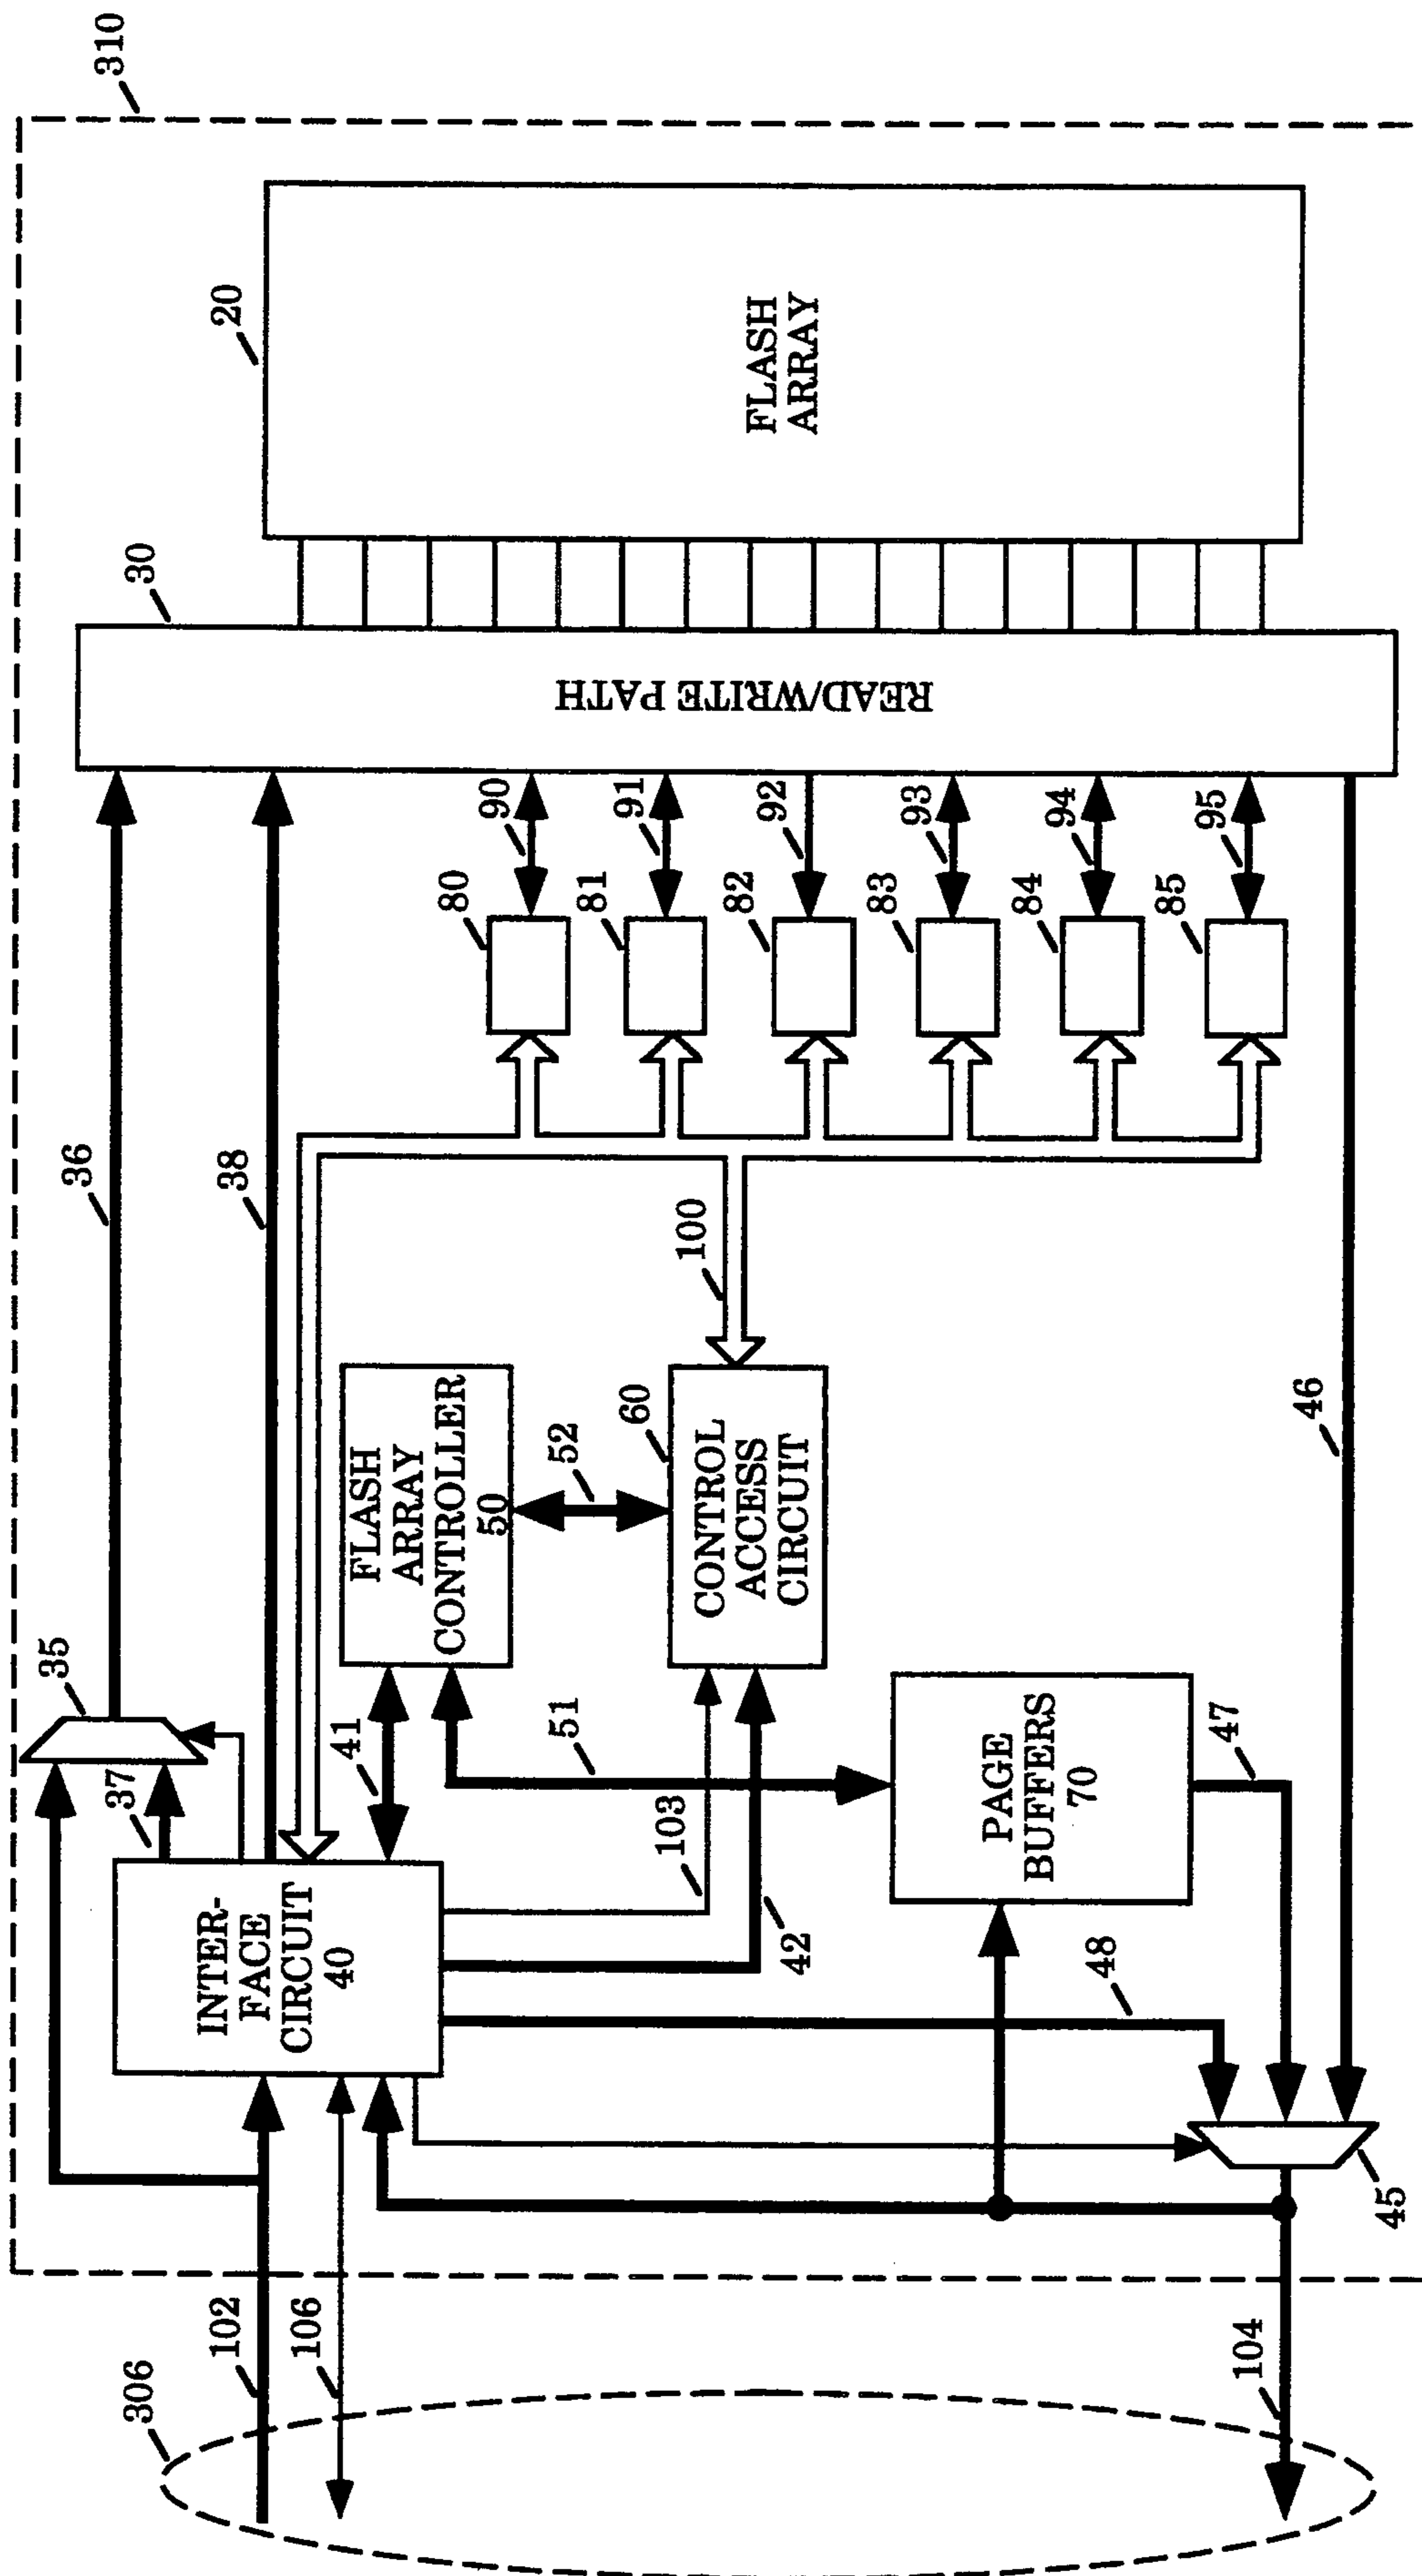 310
20
FLASH
ARRAY
30
READ/WRITE PATH
36
38
90
91
92
93
94
95
80
81
82
83
84
85
100
46
FLASH
ARRAY
CONTROLLER
50
52
60
CONTROL
ACCESS
CIRCUIT
35
37
41
51
103
42
PAGE
BUFFERS
70
47
48
INTER-
FACE
CIRCUIT
40
45
102
106
104
306